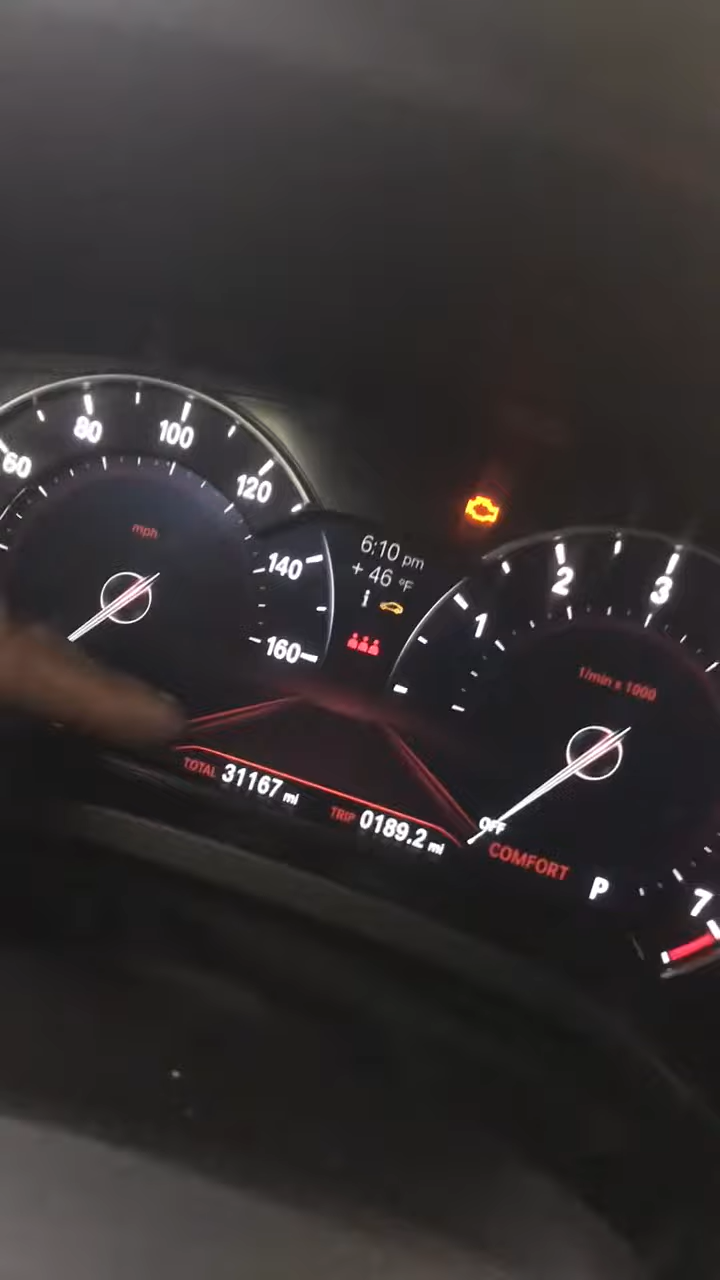 60
80
100
120
140
160
mph
6:10 pm
+ 46 °F
i
1
2
3
1/min x 1000
7
TOTAL 31167 mi
TRIP 0189.2 mi
OFF
COMFORT
P